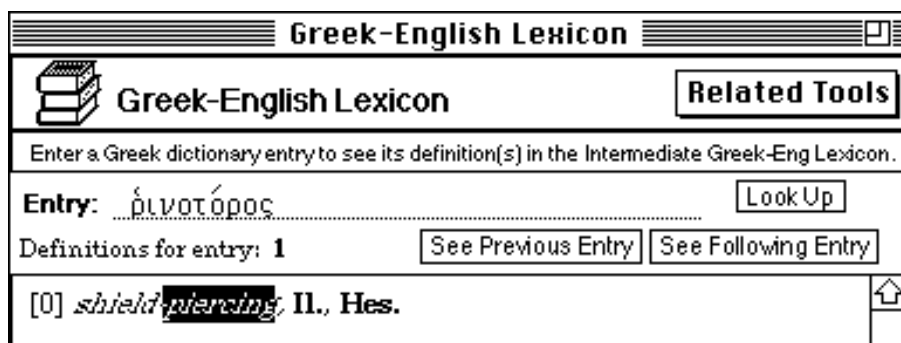 Greek-English Lexicon
Greek-English Lexicon Related Tools
Enter a Greek dictionary entry to see its definition(s) in the Intermediate Greek-Eng Lexicon.
Entry: ῥινοτόρος Look Up
Definitions for entry: 1 See Previous Entry See Following Entry
[0] shield-piercing, Il., Hes.